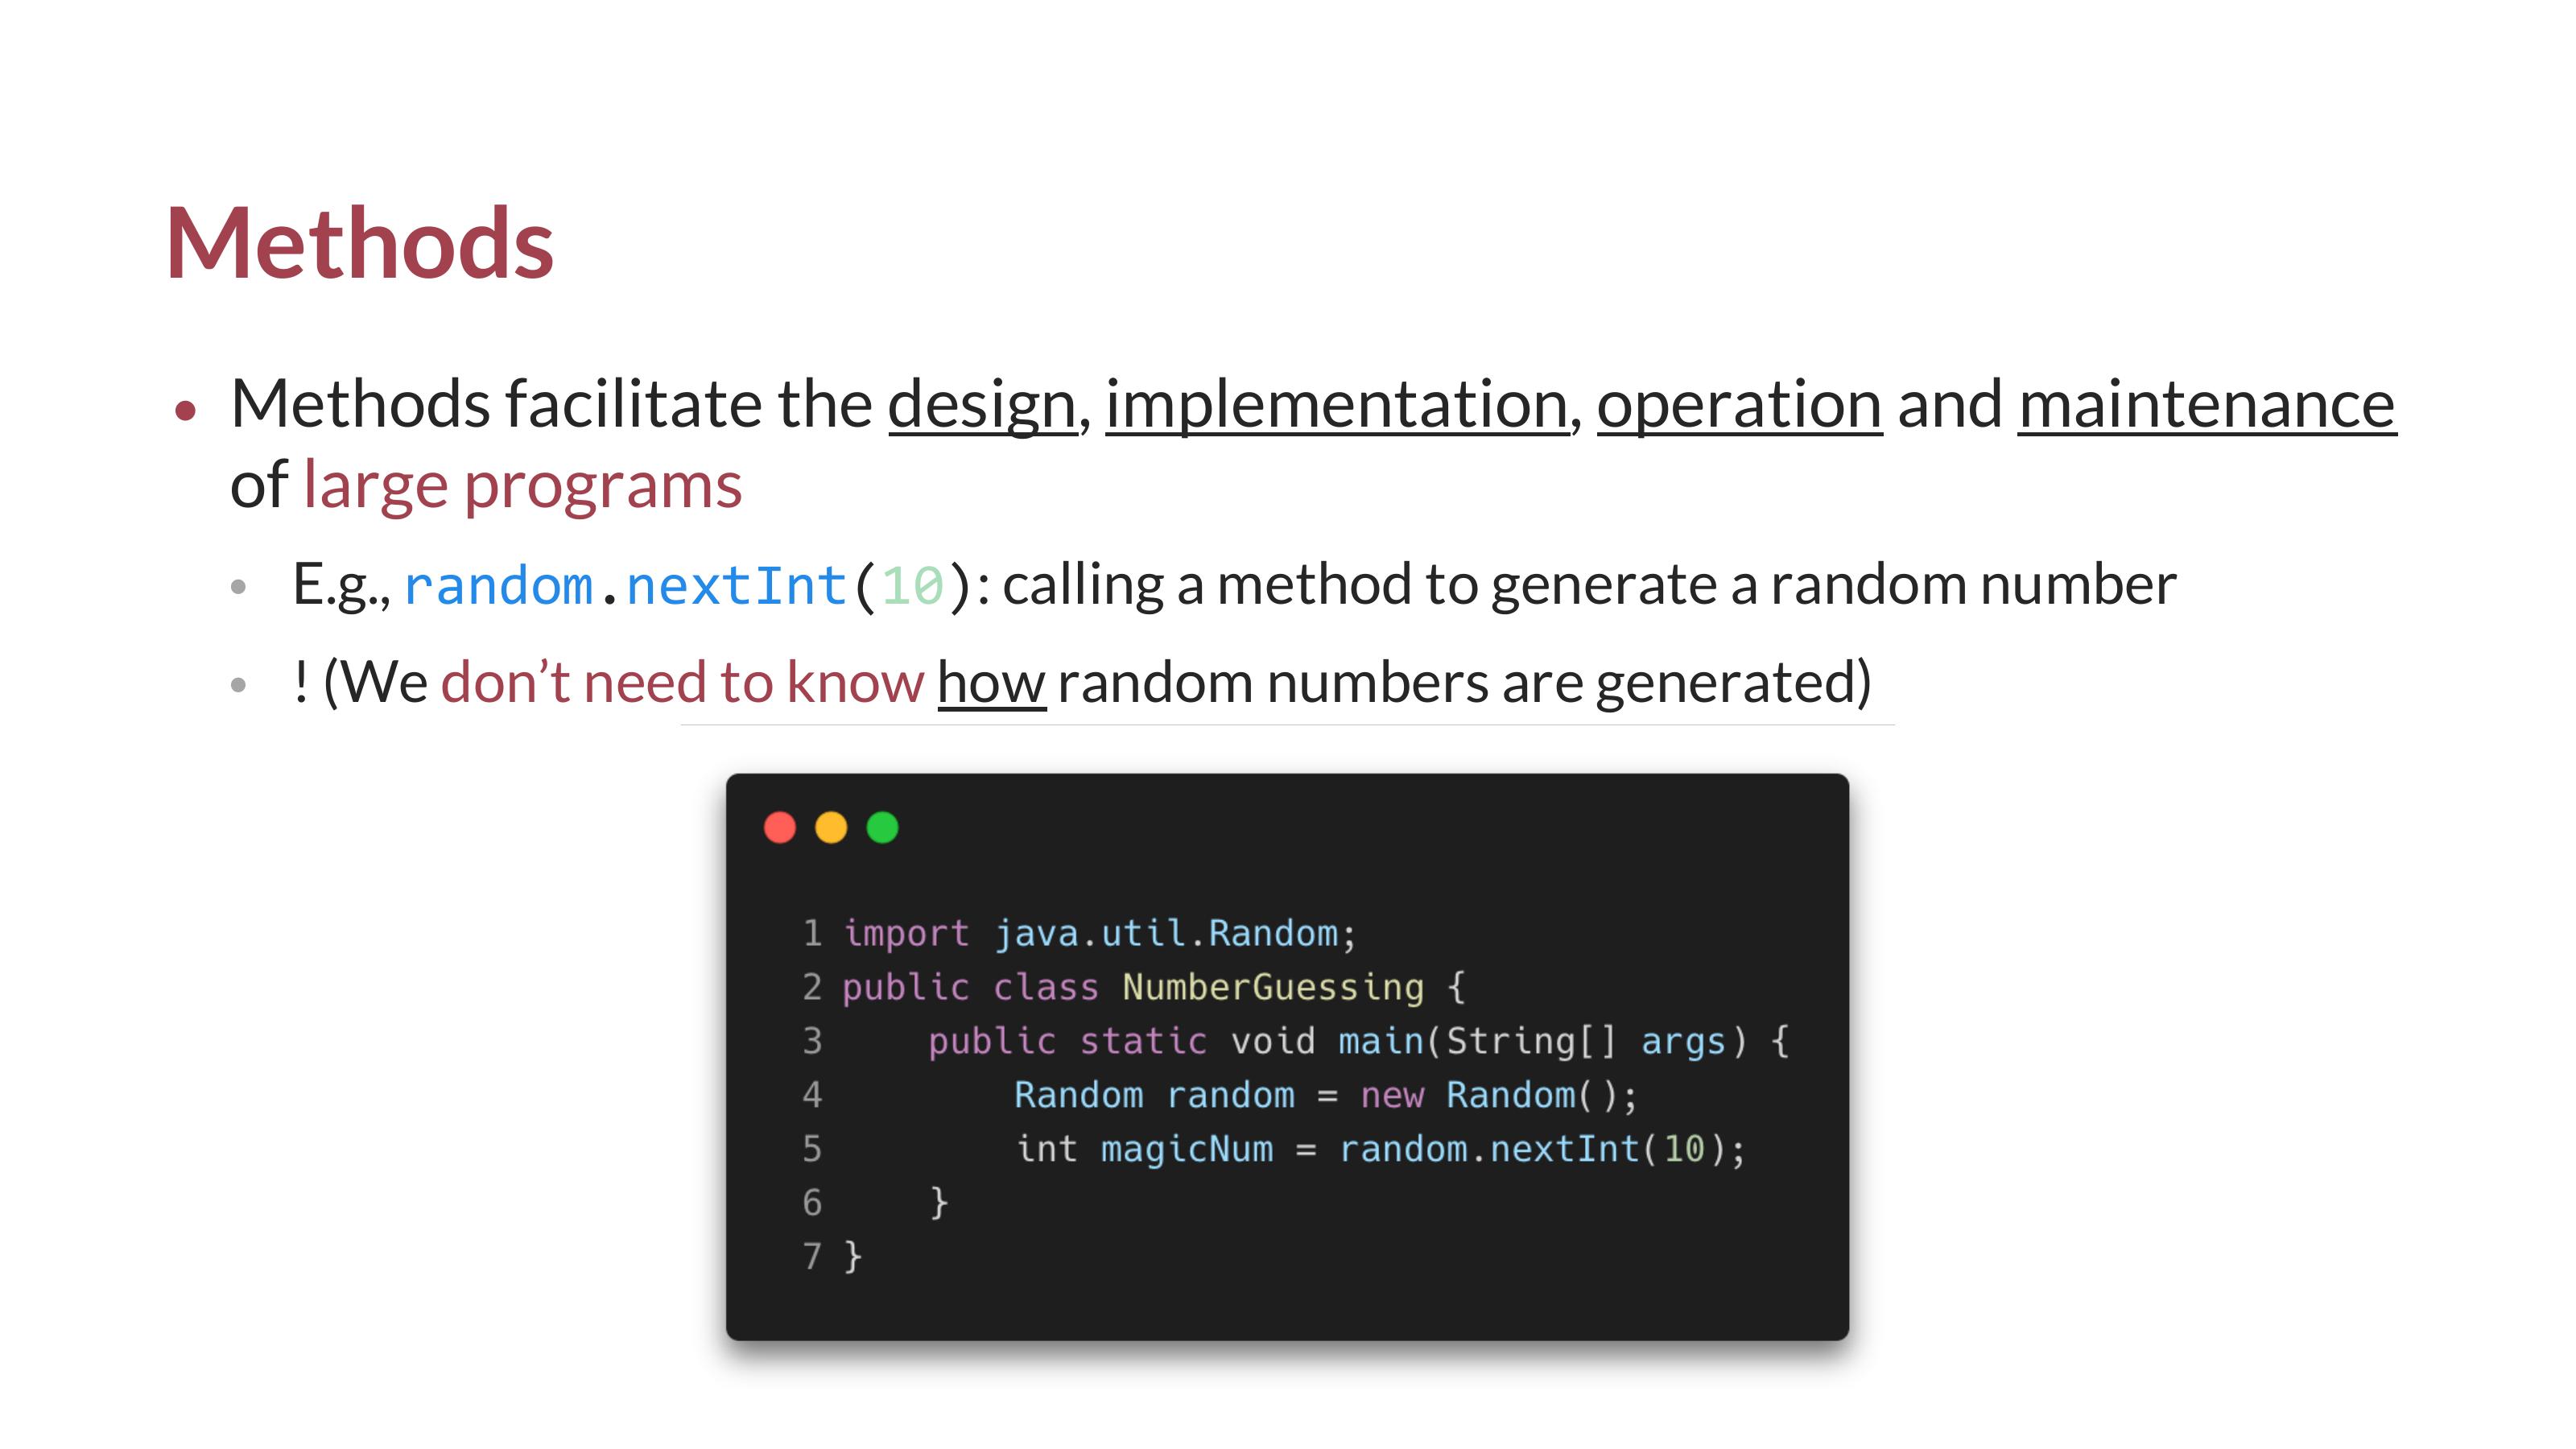 Methods
• Methods facilitate the design, implementation, operation and maintenance
of large programs
• E.g., random.nextInt(10): calling a method to generate a random number
• ! (We don’t need to know how random numbers are generated)
1 import java.util.Random;
2 public class NumberGuessing {
3     public static void main(String[] args) {
4         Random random = new Random();
5         int magicNum = random.nextInt(10);
6     }
7 }